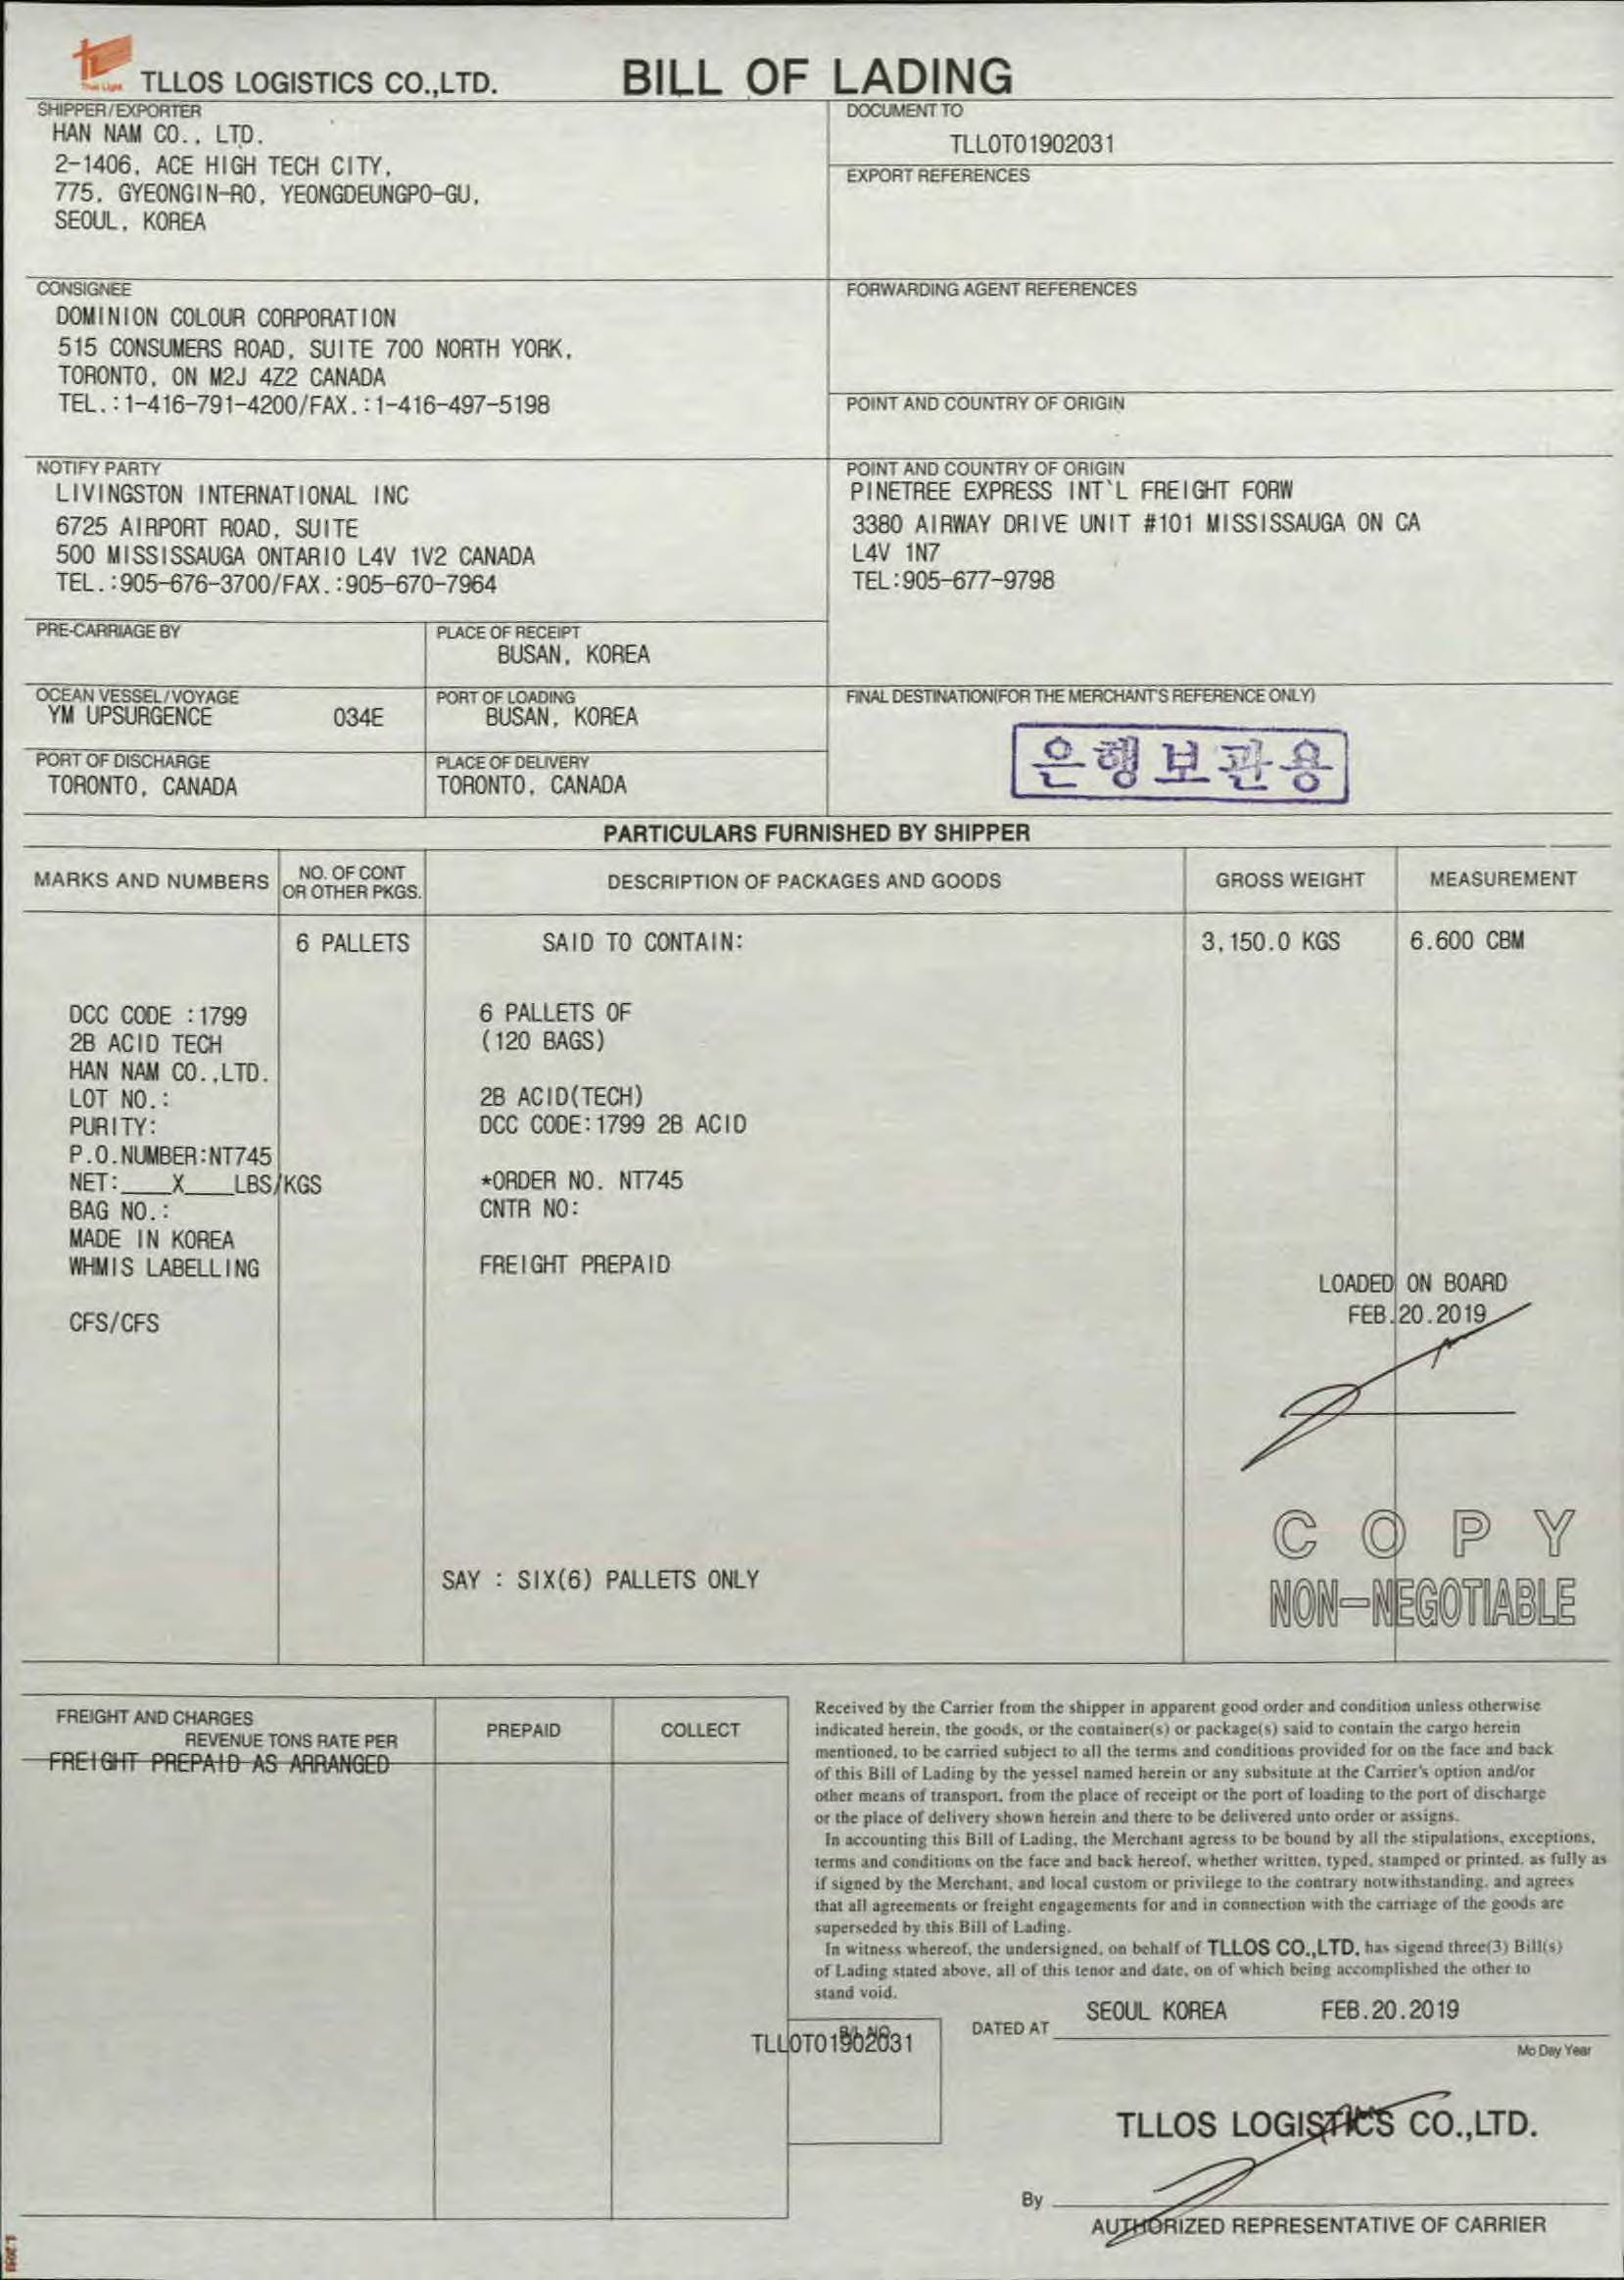 TLLOS LOGISTICS CO.,LTD.
BILL OF LADING
SHIPPER/EXPORTER
HAN NAM CO., LTD.
2-1406, ACE HIGH TECH CITY,
775, GYEONGIN-RO, YEONGDEUNGPO-GU,
SEOUL, KOREA
DOCUMENT TO
TLLOTO1902031
EXPORT REFERENCES
CONSIGNEE
DOMINION COLOUR CORPORATION
515 CONSUMERS ROAD, SUITE 700 NORTH YORK,
TORONTO, ON M2J 4Z2 CANADA
TEL.:1-416-791-4200/FAX.:1-416-497-5198
FORWARDING AGENT REFERENCES
POINT AND COUNTRY OF ORIGIN
NOTIFY PARTY
LIVINGSTON INTERNATIONAL INC
6725 AIRPORT ROAD, SUITE
500 MISSISSAUGA ONTARIO L4V 1V2 CANADA
TEL.:905-676-3700/FAX.:905-670-7964
POINT AND COUNTRY OF ORIGIN
PINETREE EXPRESS INT`L FREIGHT FORW
3380 AIRWAY DRIVE UNIT #101 MISSISSAUGA ON CA
L4V 1N7
TEL:905-677-9798
PRE-CARRIAGE BY
PLACE OF RECEIPT
BUSAN, KOREA
OCEAN VESSEL/VOYAGE
YM UPSURGENCE 034E
PORT OF LOADING
BUSAN, KOREA
FINAL DESTINATION(FOR THE MERCHANT'S REFERENCE ONLY)
은행보관용
PORT OF DISCHARGE
TORONTO, CANADA
PLACE OF DELIVERY
TORONTO, CANADA
PARTICULARS FURNISHED BY SHIPPER
MARKS AND NUMBERS
NO. OF CONT
OR OTHER PKGS.
DESCRIPTION OF PACKAGES AND GOODS
GROSS WEIGHT
MEASUREMENT
6 PALLETS
SAID TO CONTAIN:
3,150.0 KGS
6.600 CBM
DCC CODE :1799
2B ACID TECH
HAN NAM CO.,LTD.
LOT NO.:
PURITY:
P.O.NUMBER:NT745
NET:____X____LBS/KGS
BAG NO.:
MADE IN KOREA
WHMIS LABELLING
CFS/CFS
6 PALLETS OF
(120 BAGS)
2B ACID(TECH)
DCC CODE:1799 2B ACID
*ORDER NO. NT745
CNTR NO:
FREIGHT PREPAID
LOADED ON BOARD
FEB.20.2019
SAY : SIX(6) PALLETS ONLY
COPY
NON-NEGOTIABLE
FREIGHT AND CHARGES
REVENUE TONS RATE PER
PREPAID
COLLECT
FREIGHT PREPAID AS ARRANGED
Received by the Carrier from the shipper in apparent good order and condition unless otherwise
indicated herein, the goods, or the container(s) or package(s) said to contain the cargo herein
mentioned, to be carried subject to all the terms and conditions provided for on the face and back
of this Bill of Lading by the yessel named herein or any subsitute at the Carrier's option and/or
other means of transport, from the place of receipt or the port of loading to the port of discharge
or the place of delivery shown herein and there to be delivered unto order or assigns.
In accounting this Bill of Lading, the Merchant agress to be bound by all the stipulations, exceptions,
terms and conditions on the face and back hereof, whether written, typed, stamped or printed, as fully as
if signed by the Merchant, and local custom or privilege to the contrary notwithstanding, and agrees
that all agreements or freight engagements for and in connection with the carriage of the goods are
superseded by this Bill of Lading.
In witness whereof, the undersigned, on behalf of TLLOS CO.,LTD, has sigend three(3) Bill(s)
of Lading stated above, all of this tenor and date, on of which being accomplished the other to
stand void.
B/L NO.
TLLOTO1902031
DATED AT SEOUL KOREA FEB.20.2019
Mo Day Year
TLLOS LOGISTICS CO.,LTD.
By
AUTHORIZED REPRESENTATIVE OF CARRIER